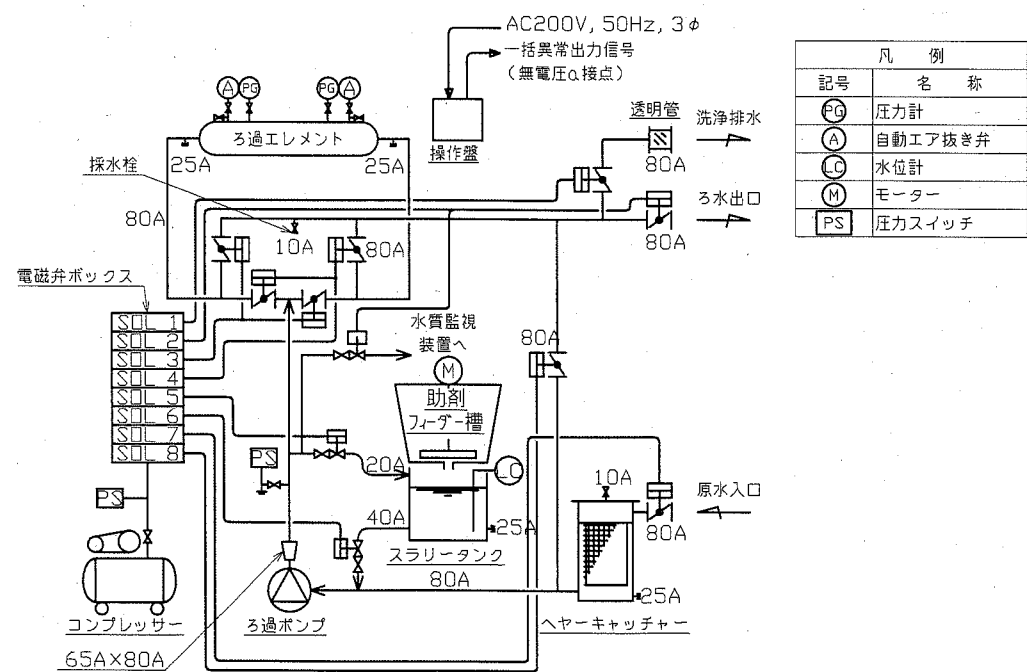 AC200V, 50Hz, 3φ
一括異常出力信号
(無電圧a接点)
操作盤
凡 例
記号 名 称
PG 圧力計
A 自動エア抜き弁
LC 水位計
M モーター
PS 圧力スイッチ
A PG PG A
ろ過エレメント
25A 25A
透明管
洗浄排水
80A
採水栓
ろ水出口
80A
80A
10A
80A
電磁弁ボックス
SOL 1
SOL 2
SOL 3
SOL 4
SOL 5
SOL 6
SOL 7
SOL 8
水質監視
装置へ
80A
M
助剤
フィーダー槽
PS
20A
LC
10A
原水入口
PS
40A
25A
80A
スラリータンク
80A
25A
コンプレッサー
ろ過ポンプ
ヘヤーキャッチャー
65A×80A